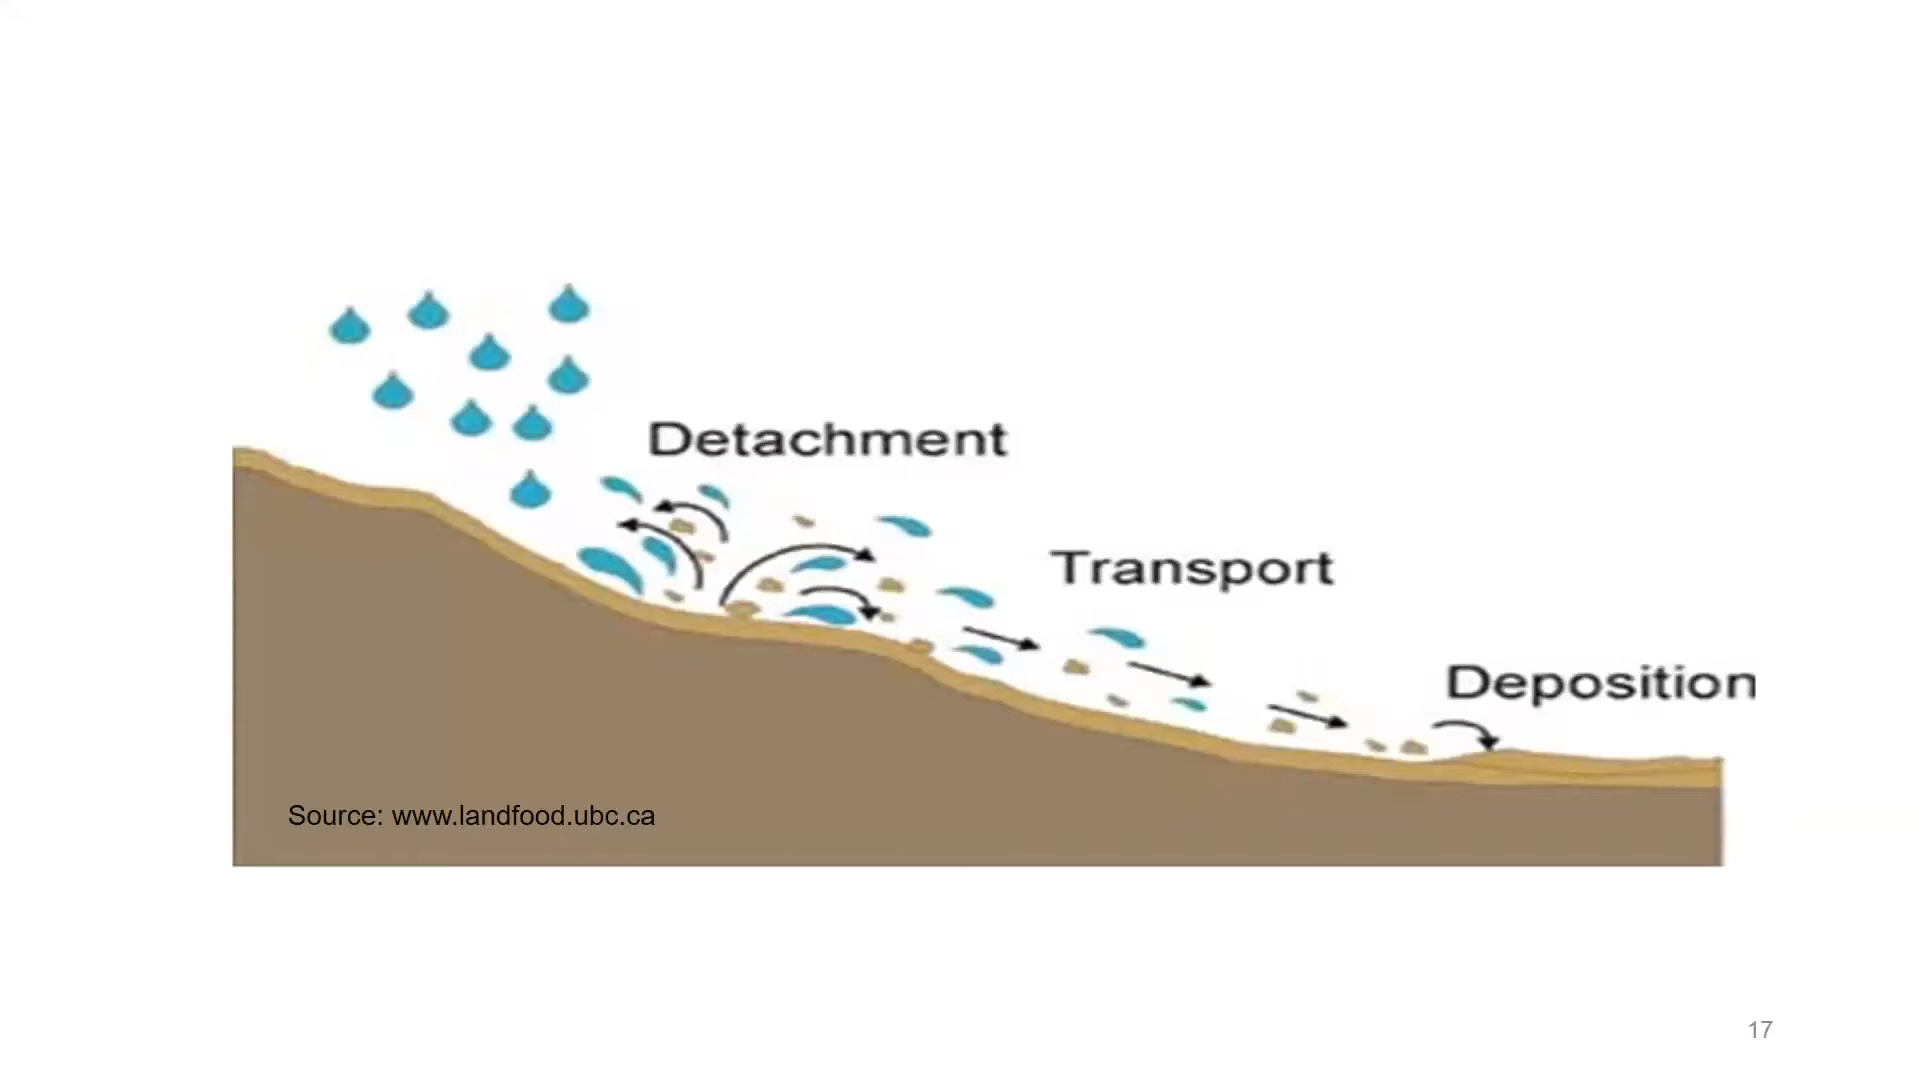 Detachment
Transport
Deposition
Source: www.landfood.ubc.ca
17